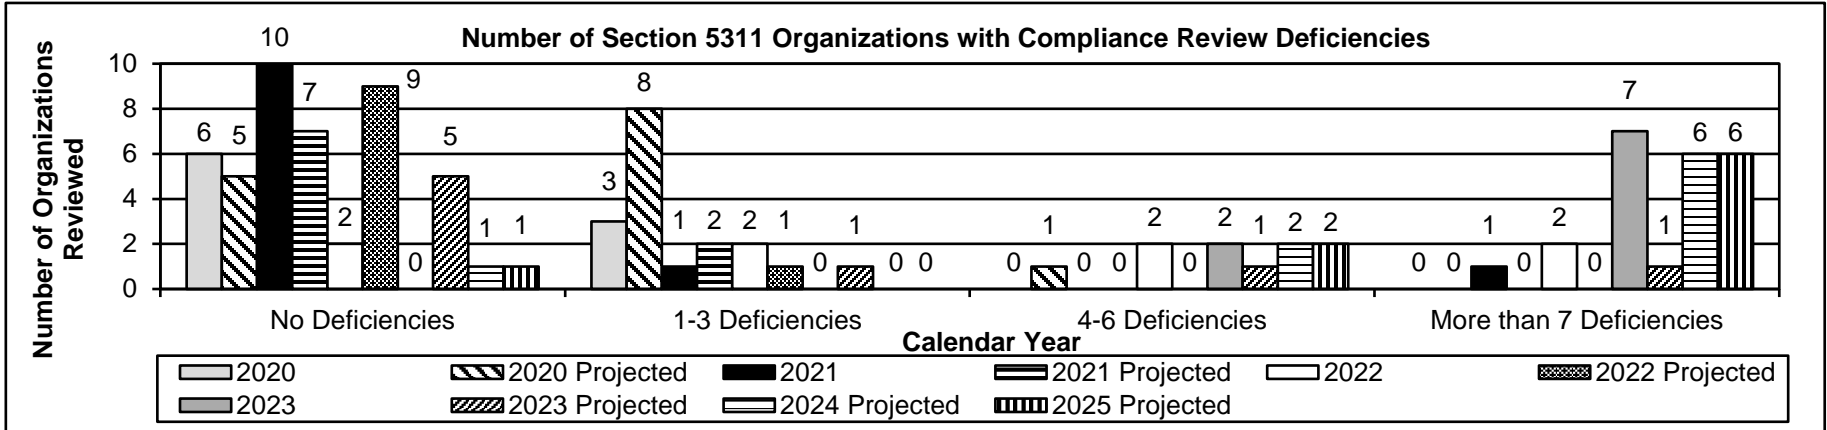 Number of Section 5311 Organizations with Compliance Review Deficiencies
Number of Organizations
Reviewed
10
8
6
4
2
0
6 5 10 7 2 9 0 5 1 1
3 8 1 2 2 1 0 1 0 0
0 1 0 0 2 0 2 1 2 2
0 0 1 0 2 0 7 1 6 6
No Deficiencies 1-3 Deficiencies 4-6 Deficiencies More than 7 Deficiencies
Calendar Year
2020 2020 Projected 2021 2021 Projected 2022 2022 Projected
2023 2023 Projected 2024 Projected 2025 Projected